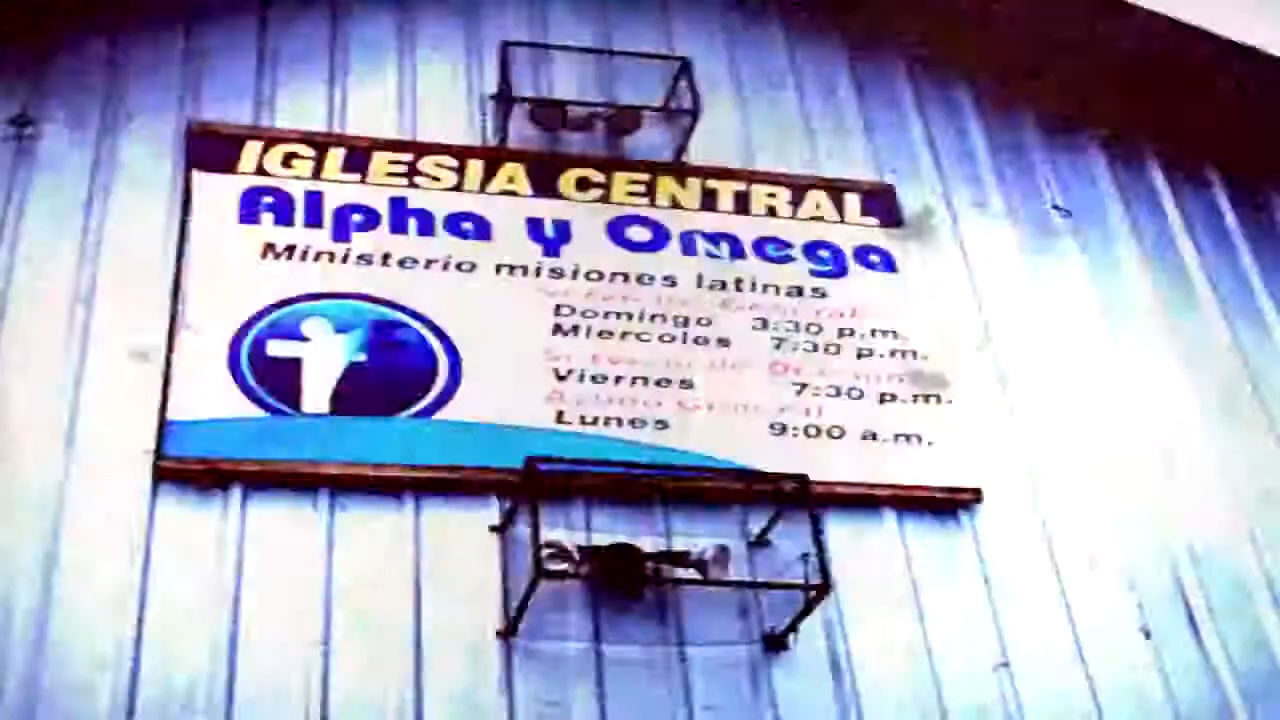 IGLESIA CENTRAL
Alpha y Omega
Ministerio misiones latinas
Domingo 3:30 p.m.
Miercoles 7:30 p.m.
Viernes 7:30 p.m.
Lunes 9:00 a.m.